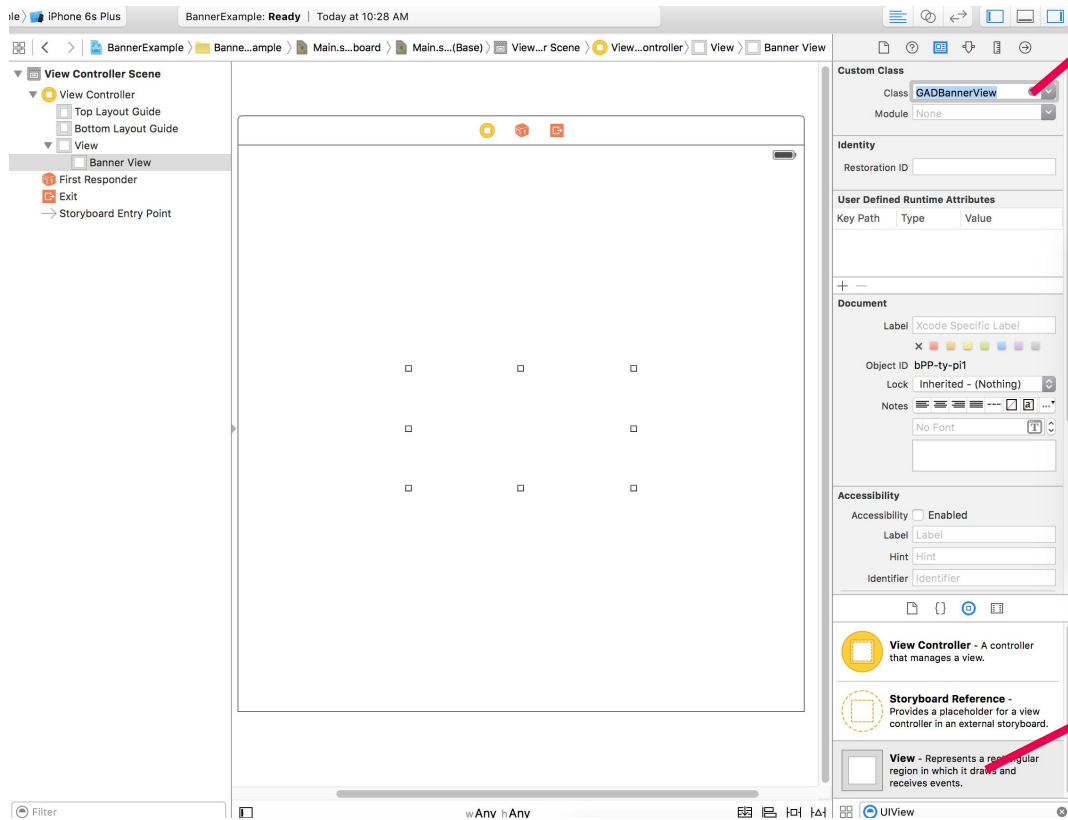 ple
iPhone 6s Plus
BannerExample: Ready | Today at 10:28 AM
BannerExample
Banne...ample
Main.s...board
Main.s...(Base)
View...r Scene
View...ontroller
View
Banner View
View Controller Scene
View Controller
Top Layout Guide
Bottom Layout Guide
View
Banner View
First Responder
Exit
Storyboard Entry Point
Filter
wAny hAny
Custom Class
Class GADBannerView
Module None
Identity
Restoration ID
User Defined Runtime Attributes
Key Path Type Value
Document
Label Xcode Specific Label
Object ID bPP-ty-pi1
Lock Inherited - (Nothing)
Notes
No Font
Accessibility
Accessibility Enabled
Label Label
Hint Hint
Identifier Identifier
View Controller - A controller
that manages a view.
Storyboard Reference -
Provides a placeholder for a view
controller in an external storyboard.
View - Represents a rectangular
region in which it draws and
receives events.
UIView